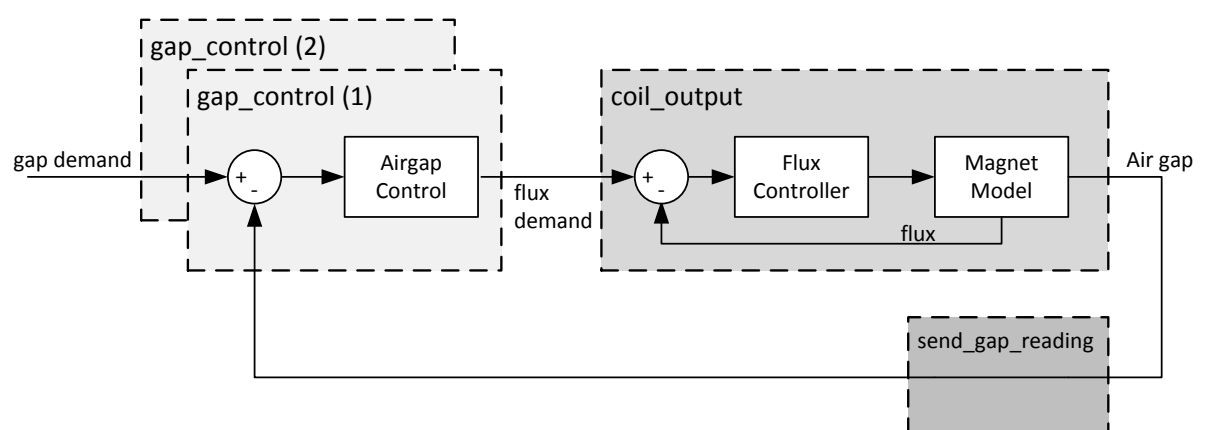 gap_control (2)
gap_control (1)
coil_output
gap demand
+
-
Airgap
Control
flux
demand
+
-
Flux
Controller
Magnet
Model
flux
Air gap
send_gap_reading